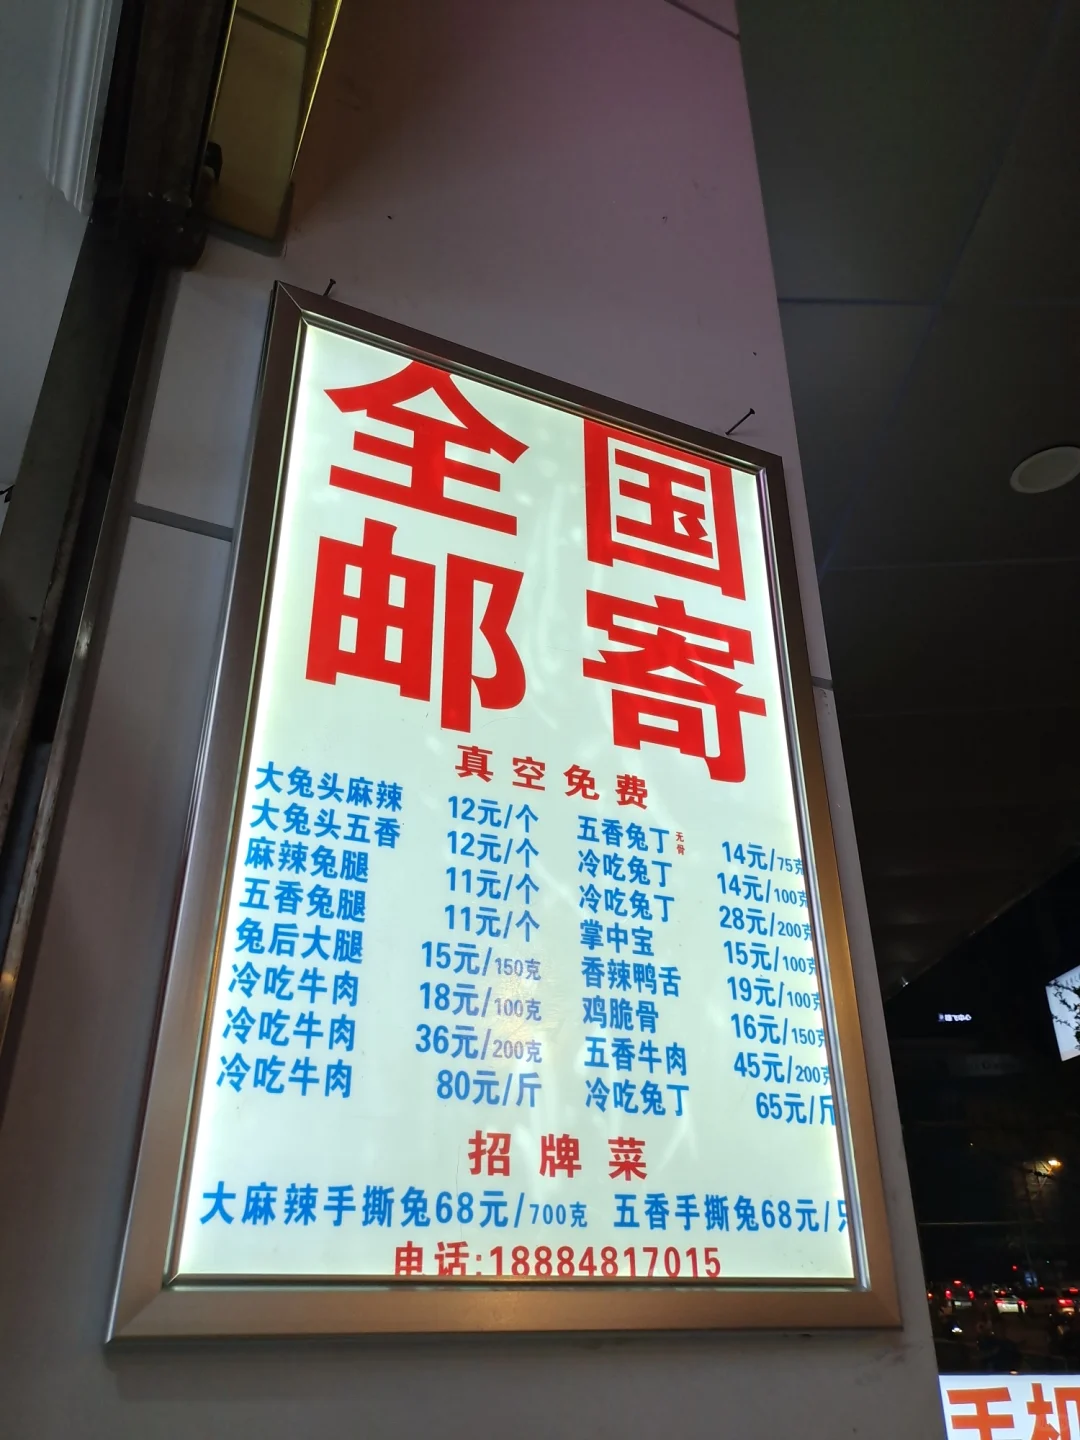 全国
邮寄
真空免费
大兔头麻辣 12元/个
大兔头五香 12元/个
麻辣兔腿 11元/个
五香兔腿 11元/个
兔后大腿 15元/150克
冷吃牛肉 18元/100克
冷吃牛肉 36元/200克
冷吃牛肉 80元/斤
五香兔丁 无骨 14元/75克
冷吃兔丁 14元/100克
冷吃兔丁 28元/200克
掌中宝 15元/100克
香辣鸭舌 19元/100克
鸡脆骨 16元/150克
五香牛肉 45元/200克
冷吃兔丁 65元/斤
招牌菜
大麻辣手撕兔68元/700克 五香手撕兔68元/只
电话:18884817015
手机